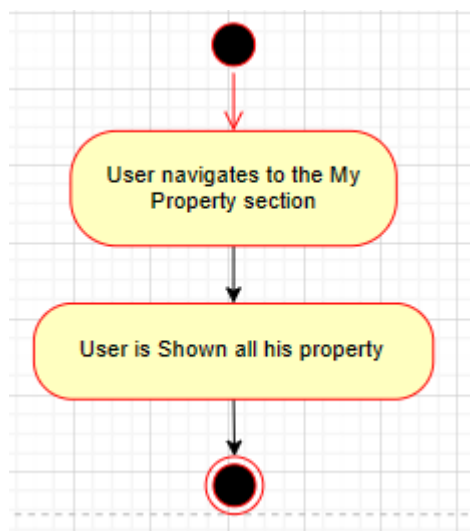 User navigates to the My
Property section
User is Shown all his property